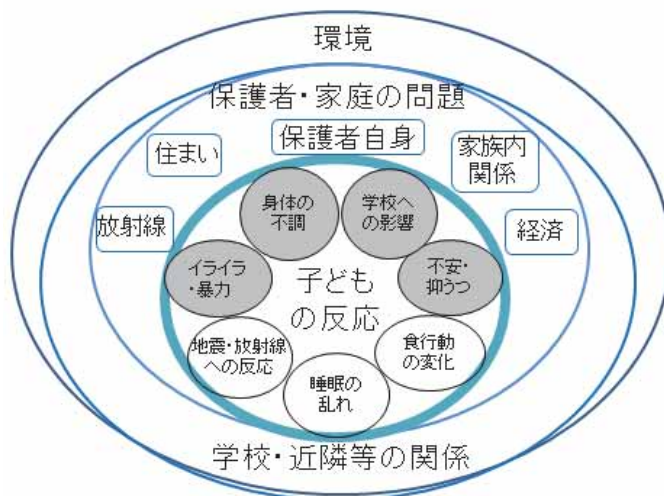 環境
保護者・家庭の問題
保護者自身
住まい
家族内
関係
放射線
経済
身体の
不調
学校へ
の影響
イライラ
・暴力
不安・
抑うつ
子ども
の反応
地震・放射線
への反応
食行動
の変化
睡眠の
乱れ
学校・近隣等の関係